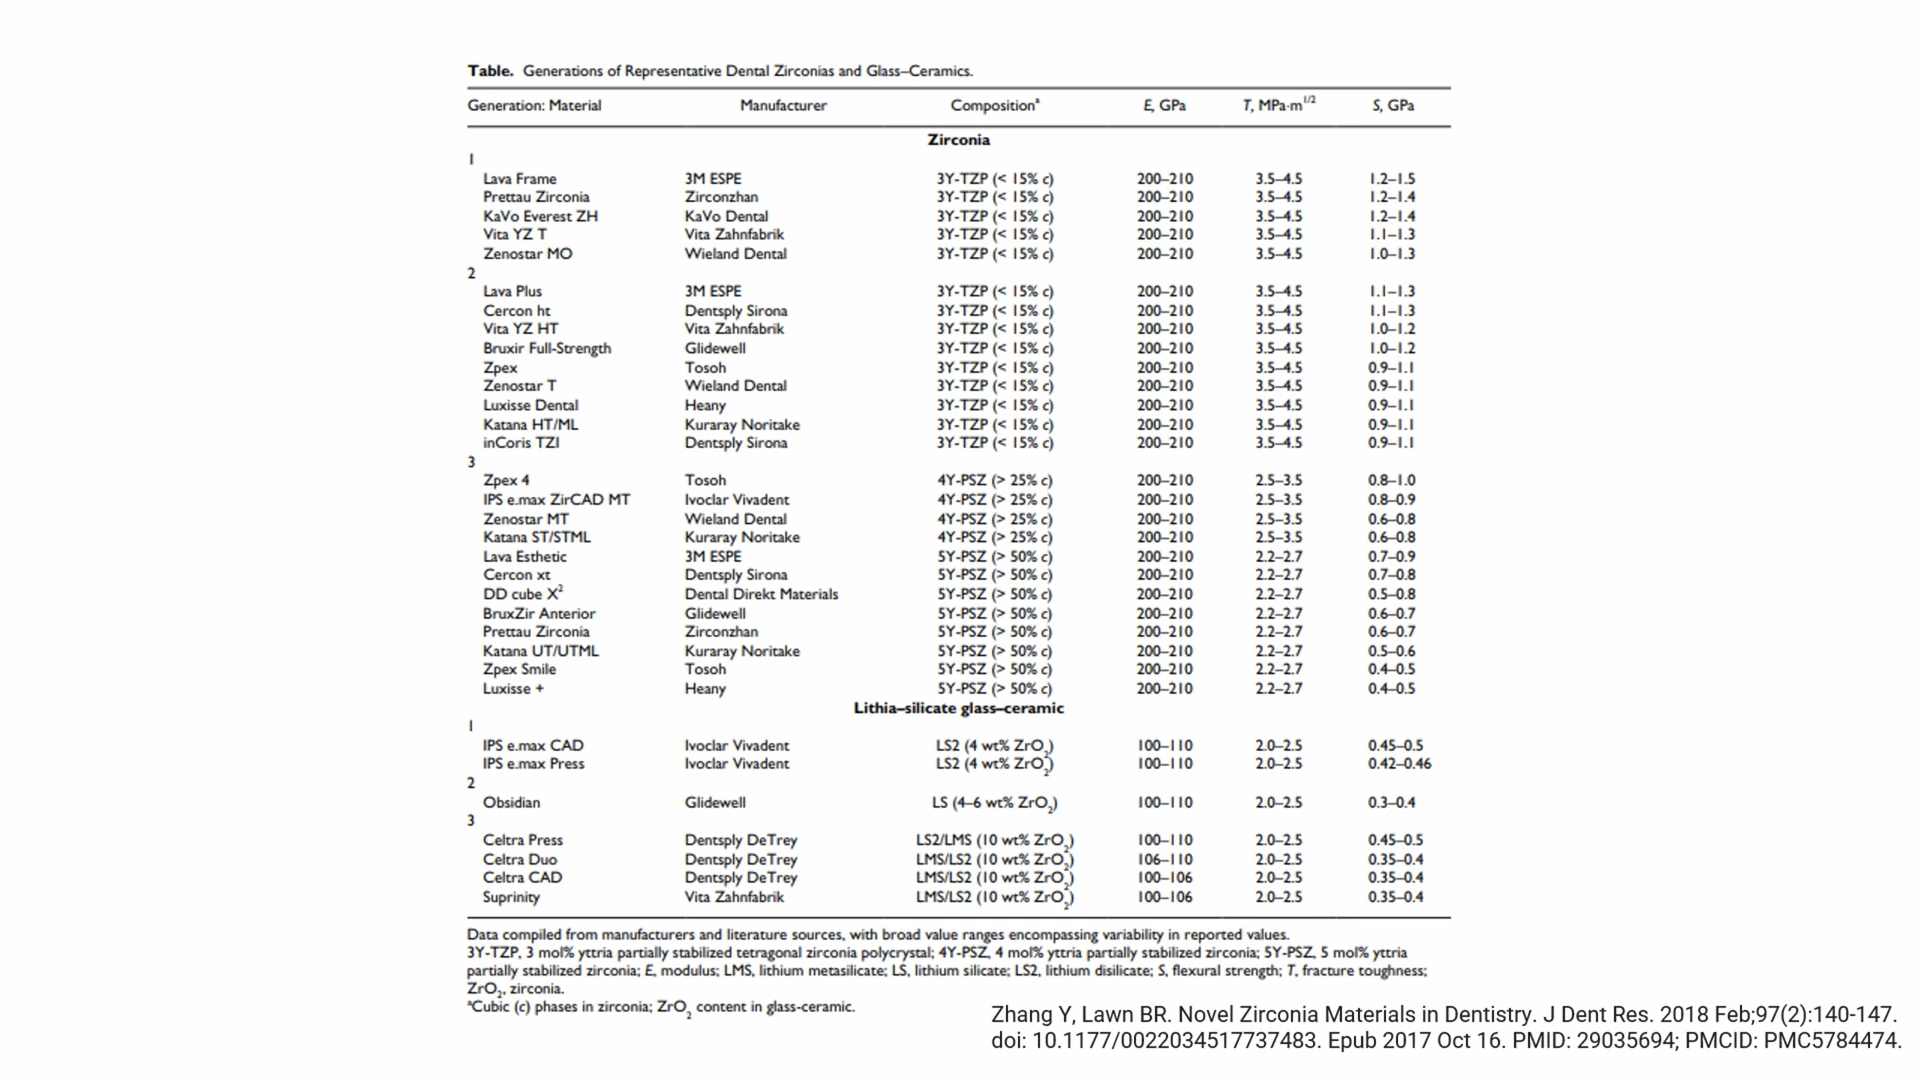 Table. Generations of Representative Dental Zirconias and Glass–Ceramics.
Generation: Material Manufacturer Compositionᵃ E, GPa T, MPa·m1/2 S, GPa
Zirconia
1
Lava Frame 3M ESPE 3Y-TZP (< 15% c) 200–210 3.5–4.5 1.2–1.5
Prettau Zirconia Zirconzhan 3Y-TZP (< 15% c) 200–210 3.5–4.5 1.2–1.4
KaVo Everest ZH KaVo Dental 3Y-TZP (< 15% c) 200–210 3.5–4.5 1.2–1.4
Vita YZ T Vita Zahnfabrik 3Y-TZP (< 15% c) 200–210 3.5–4.5 1.1–1.3
Zenostar MO Wieland Dental 3Y-TZP (< 15% c) 200–210 3.5–4.5 1.0–1.3
2
Lava Plus 3M ESPE 3Y-TZP (< 15% c) 200–210 3.5–4.5 1.1–1.3
Cercon ht Dentsply Sirona 3Y-TZP (< 15% c) 200–210 3.5–4.5 1.1–1.3
Vita YZ HT Vita Zahnfabrik 3Y-TZP (< 15% c) 200–210 3.5–4.5 1.0–1.2
Bruxir Full-Strength Glidewell 3Y-TZP (< 15% c) 200–210 3.5–4.5 1.0–1.2
Zpex Tosoh 3Y-TZP (< 15% c) 200–210 3.5–4.5 0.9–1.1
Zenostar T Wieland Dental 3Y-TZP (< 15% c) 200–210 3.5–4.5 0.9–1.1
Luxisse Dental Heany 3Y-TZP (< 15% c) 200–210 3.5–4.5 0.9–1.1
Katana HT/ML Kuraray Noritake 3Y-TZP (< 15% c) 200–210 3.5–4.5 0.9–1.1
inCoris TZI Dentsply Sirona 3Y-TZP (< 15% c) 200–210 3.5–4.5 0.9–1.1
3
Zpex 4 Tosoh 4Y-PSZ (> 25% c) 200–210 2.5–3.5 0.8–1.0
IPS e.max ZirCAD MT Ivoclar Vivadent 4Y-PSZ (> 25% c) 200–210 2.5–3.5 0.8–0.9
Zenostar MT Wieland Dental 4Y-PSZ (> 25% c) 200–210 2.5–3.5 0.6–0.8
Katana ST/STML Kuraray Noritake 4Y-PSZ (> 25% c) 200–210 2.5–3.5 0.6–0.8
Lava Esthetic 3M ESPE 5Y-PSZ (> 50% c) 200–210 2.2–2.7 0.7–0.9
Cercon xt Dentsply Sirona 5Y-PSZ (> 50% c) 200–210 2.2–2.7 0.7–0.8
DD cube X² Dental Direkt Materials 5Y-PSZ (> 50% c) 200–210 2.2–2.7 0.5–0.8
BruxZir Anterior Glidewell 5Y-PSZ (> 50% c) 200–210 2.2–2.7 0.6–0.7
Prettau Zirconia Zirconzhan 5Y-PSZ (> 50% c) 200–210 2.2–2.7 0.6–0.7
Katana UT/UTML Kuraray Noritake 5Y-PSZ (> 50% c) 200–210 2.2–2.7 0.5–0.6
Zpex Smile Tosoh 5Y-PSZ (> 50% c) 200–210 2.2–2.7 0.4–0.5
Luxisse + Heany 5Y-PSZ (> 50% c) 200–210 2.2–2.7 0.4–0.5
Lithia–silicate glass–ceramic
1
IPS e.max CAD Ivoclar Vivadent LS2 (4 wt% ZrO₂) 100–110 2.0–2.5 0.45–0.5
IPS e.max Press Ivoclar Vivadent LS2 (4 wt% ZrO₂) 100–110 2.0–2.5 0.42–0.46
2
Obsidian Glidewell LS (4–6 wt% ZrO₂) 100–110 2.0–2.5 0.3–0.4
3
Celtra Press Dentsply DeTrey LS2/LMS (10 wt% ZrO₂) 100–110 2.0–2.5 0.45–0.5
Celtra Duo Dentsply DeTrey LMS/LS2 (10 wt% ZrO₂) 106–110 2.0–2.5 0.35–0.4
Celtra CAD Dentsply DeTrey LMS/LS2 (10 wt% ZrO₂) 100–106 2.0–2.5 0.35–0.4
Suprinity Vita Zahnfabrik LMS/LS2 (10 wt% ZrO₂) 100–106 2.0–2.5 0.35–0.4
Data compiled from manufacturers and literature sources, with broad value ranges encompassing variability in reported values.
3Y-TZP, 3 mol% yttria partially stabilized tetragonal zirconia polycrystal; 4Y-PSZ, 4 mol% yttria partially stabilized zirconia; 5Y-PSZ, 5 mol% yttria
partially stabilized zirconia; E, modulus; LMS, lithium metasilicate; LS, lithium silicate; LS2, lithium disilicate; S, flexural strength; T, fracture toughness;
ZrO₂, zirconia.
ᵃCubic (c) phases in zirconia; ZrO₂ content in glass-ceramic.
Zhang Y, Lawn BR. Novel Zirconia Materials in Dentistry. J Dent Res. 2018 Feb;97(2):140-147.
doi: 10.1177/0022034517737483. Epub 2017 Oct 16. PMID: 29035694; PMCID: PMC5784474.